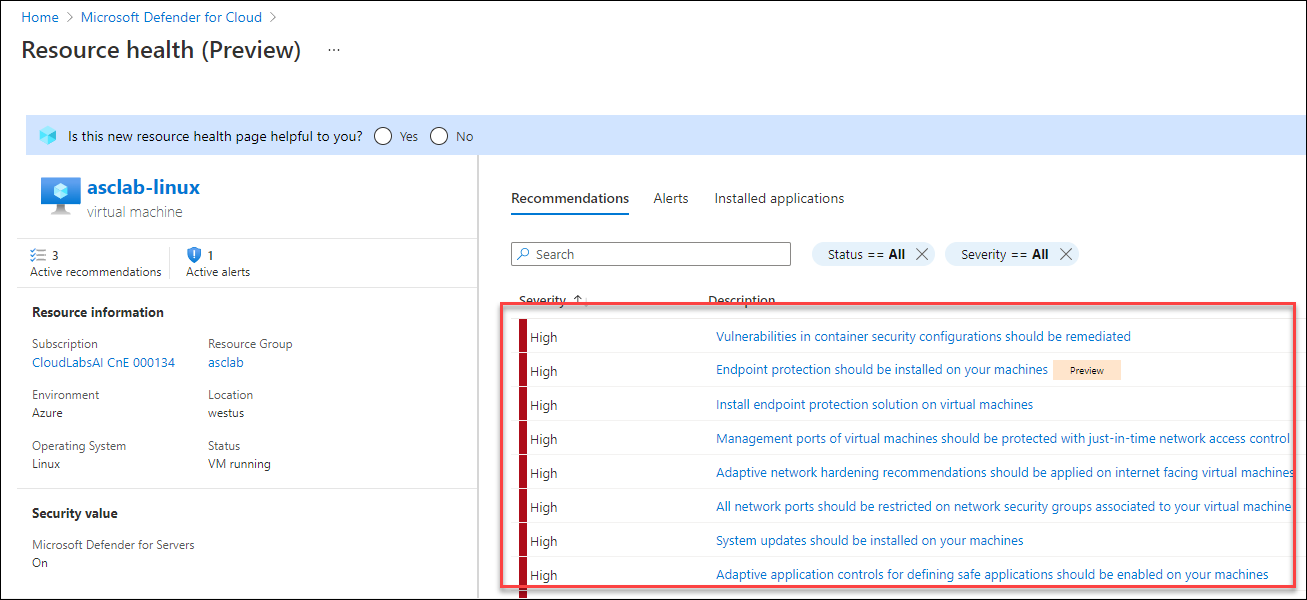 Home > Microsoft Defender for Cloud >
Resource health (Preview) ...
Is this new resource health page helpful to you? Yes No
asclab-linux
virtual machine
3
Active recommendations
1
Active alerts
Resource information
Subscription
CloudLabsAI CnE 000134
Resource Group
asclab
Environment
Azure
Location
westus
Operating System
Linux
Status
VM running
Security value
Microsoft Defender for Servers
On
Recommendations Alerts Installed applications
Search
Status == All
Severity == All
Severity ↑ Description
High Vulnerabilities in container security configurations should be remediated
High Endpoint protection should be installed on your machines Preview
High Install endpoint protection solution on virtual machines
High Management ports of virtual machines should be protected with just-in-time network access control
High Adaptive network hardening recommendations should be applied on internet facing virtual machines
High All network ports should be restricted on network security groups associated to your virtual machine
High System updates should be installed on your machines
High Adaptive application controls for defining safe applications should be enabled on your machines